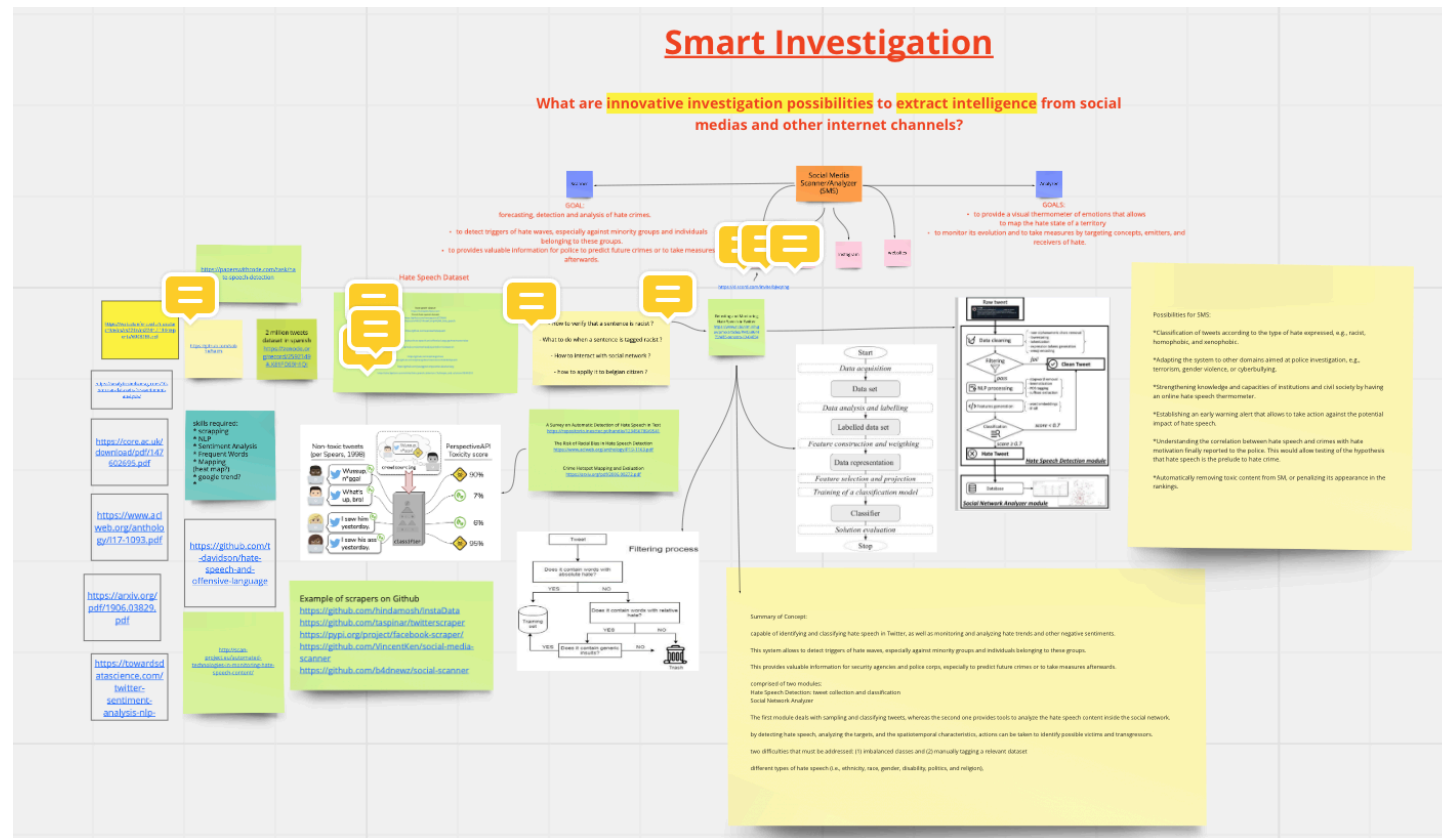 Smart Investigation
What are innovative investigation possibilities to extract intelligence from social
medias and other internet channels?
Social Media
Scanner/Analyzer
(SMS)
Scanner
Analyzer
GOAL:
forecasting, detection and analysis of hate crimes.
• to detect triggers of hate waves, especially against minority groups and individuals
belonging to these groups.
• to provides valuable information for police to predict future crimes or to take measures
afterwards.
GOALS:
• to provide a visual thermometer of emotions that allows
to map the hate state of a territory
• to monitor its evolution and to take measures by targeting concepts, emitters, and
receivers of hate.
instagram
websites
Hate Speech Dataset
2 million tweets
dataset in spanish
- How to verify that a sentence is racist ?
- What to do when a sentence is tagged racist ?
- How to interact with social network ?
- How to apply it to belgian citizen ?
skills required:
* scrapping
* NLP
* Sentiment Analysis
* Frequent Words
* Mapping
(heat map?)
* google trend?
*
https://core.ac.uk/
download/pdf/147
602695.pdf
https://www.acl
web.org/antholo
gy/I17-1093.pdf
https://arxiv.org/
pdf/1906.03829.
pdf
https://towardsd
atascience.com/
twitter-
sentiment-
analysis-nlp-
https://github.com/t
-davidson/hate-
speech-and-
offensive-language
Non-toxic tweets
(per Spears, 1998)
PerspectiveAPI
Toxicity score
crowdsourcing
Wussup,
n*gga!
What's
up, bro!
I saw him
yesterday.
I saw his ass
yesterday.
classifier
90%
7%
6%
95%
A Survey on Automatic Detection of Hate Speech in Text
The Risk of Racial Bias in Hate Speech Detection
Crime Hotspot Mapping and Evaluation
Example of scrapers on Github
https://github.com/hindamosh/InstaData
https://github.com/taspinar/twitterscraper
https://pypi.org/project/facebook-scraper/
https://github.com/VincentKen/social-media-
scanner
https://github.com/b4dnewz/social-scanner
Tweet
Filtering process
Does it contain words with
absolute hate?
YES
NO
Training
set
Does it contain words with relative
hate?
YES
NO
Does it contain generic
insults?
YES
NO
Trash
Start
Data acquisition
Data set
Data analysis and labelling
Labelled data set
Feature construction and weigthing
Data representation
Feature selection and projection
Training of a classification model
Classifier
Solution evaluation
Stop
Raw tweet
Data clearing
Filtering
fail
Clean Tweet
pass
NLP processing
Features generation
Classification
score < 0.7
score ≥ 0.7
Hate Tweet
Hate Speech Detection module
Database
Social Network Analyzer module
Possibilities for SMS:
*Classification of tweets according to the type of hate expressed, e.g., racist,
homophobic, and xenophobic.
*Adapting the system to other domains aimed at police investigation, e.g.,
terrorism, gender violence, or cyberbullying.
*Strengthening knowledge and capacities of institutions and civil society by having
an online hate speech thermometer.
*Establishing an early warning alert that allows to take action against the potential
impact of hate speech.
*Understanding the correlation between hate speech and crimes with hate
motivation finally reported to the police. This would allow testing of the hypothesis
that hate speech is the prelude to hate crime.
*Automatically removing toxic content from SM, or penalizing its appearance in the
rankings.
Summary of Concept:
capable of identifying and classifying hate speech in Twitter, as well as monitoring and analyzing hate trends and other negative sentiments.
This system allows to detect triggers of hate waves, especially against minority groups and individuals belonging to these groups.
This provides valuable information for security agencies and police corps, especially to predict future crimes or to take measures afterwards.
comprised of two modules:
Hate Speech Detection: tweet collection and classification
Social Network Analyzer
The first module deals with sampling and classifying tweets, whereas the second one provides tools to analyze the hate speech content inside the social network.
by detecting hate speech, analyzing the targets, and the spatiotemporal characteristics, actions can be taken to identify possible victims and transgressors.
two difficulties that must be addressed: (1) imbalanced classes and (2) manually tagging a relevant dataset
different types of hate speech (i.e., ethnicity, race, gender, disability, politics, and religion),